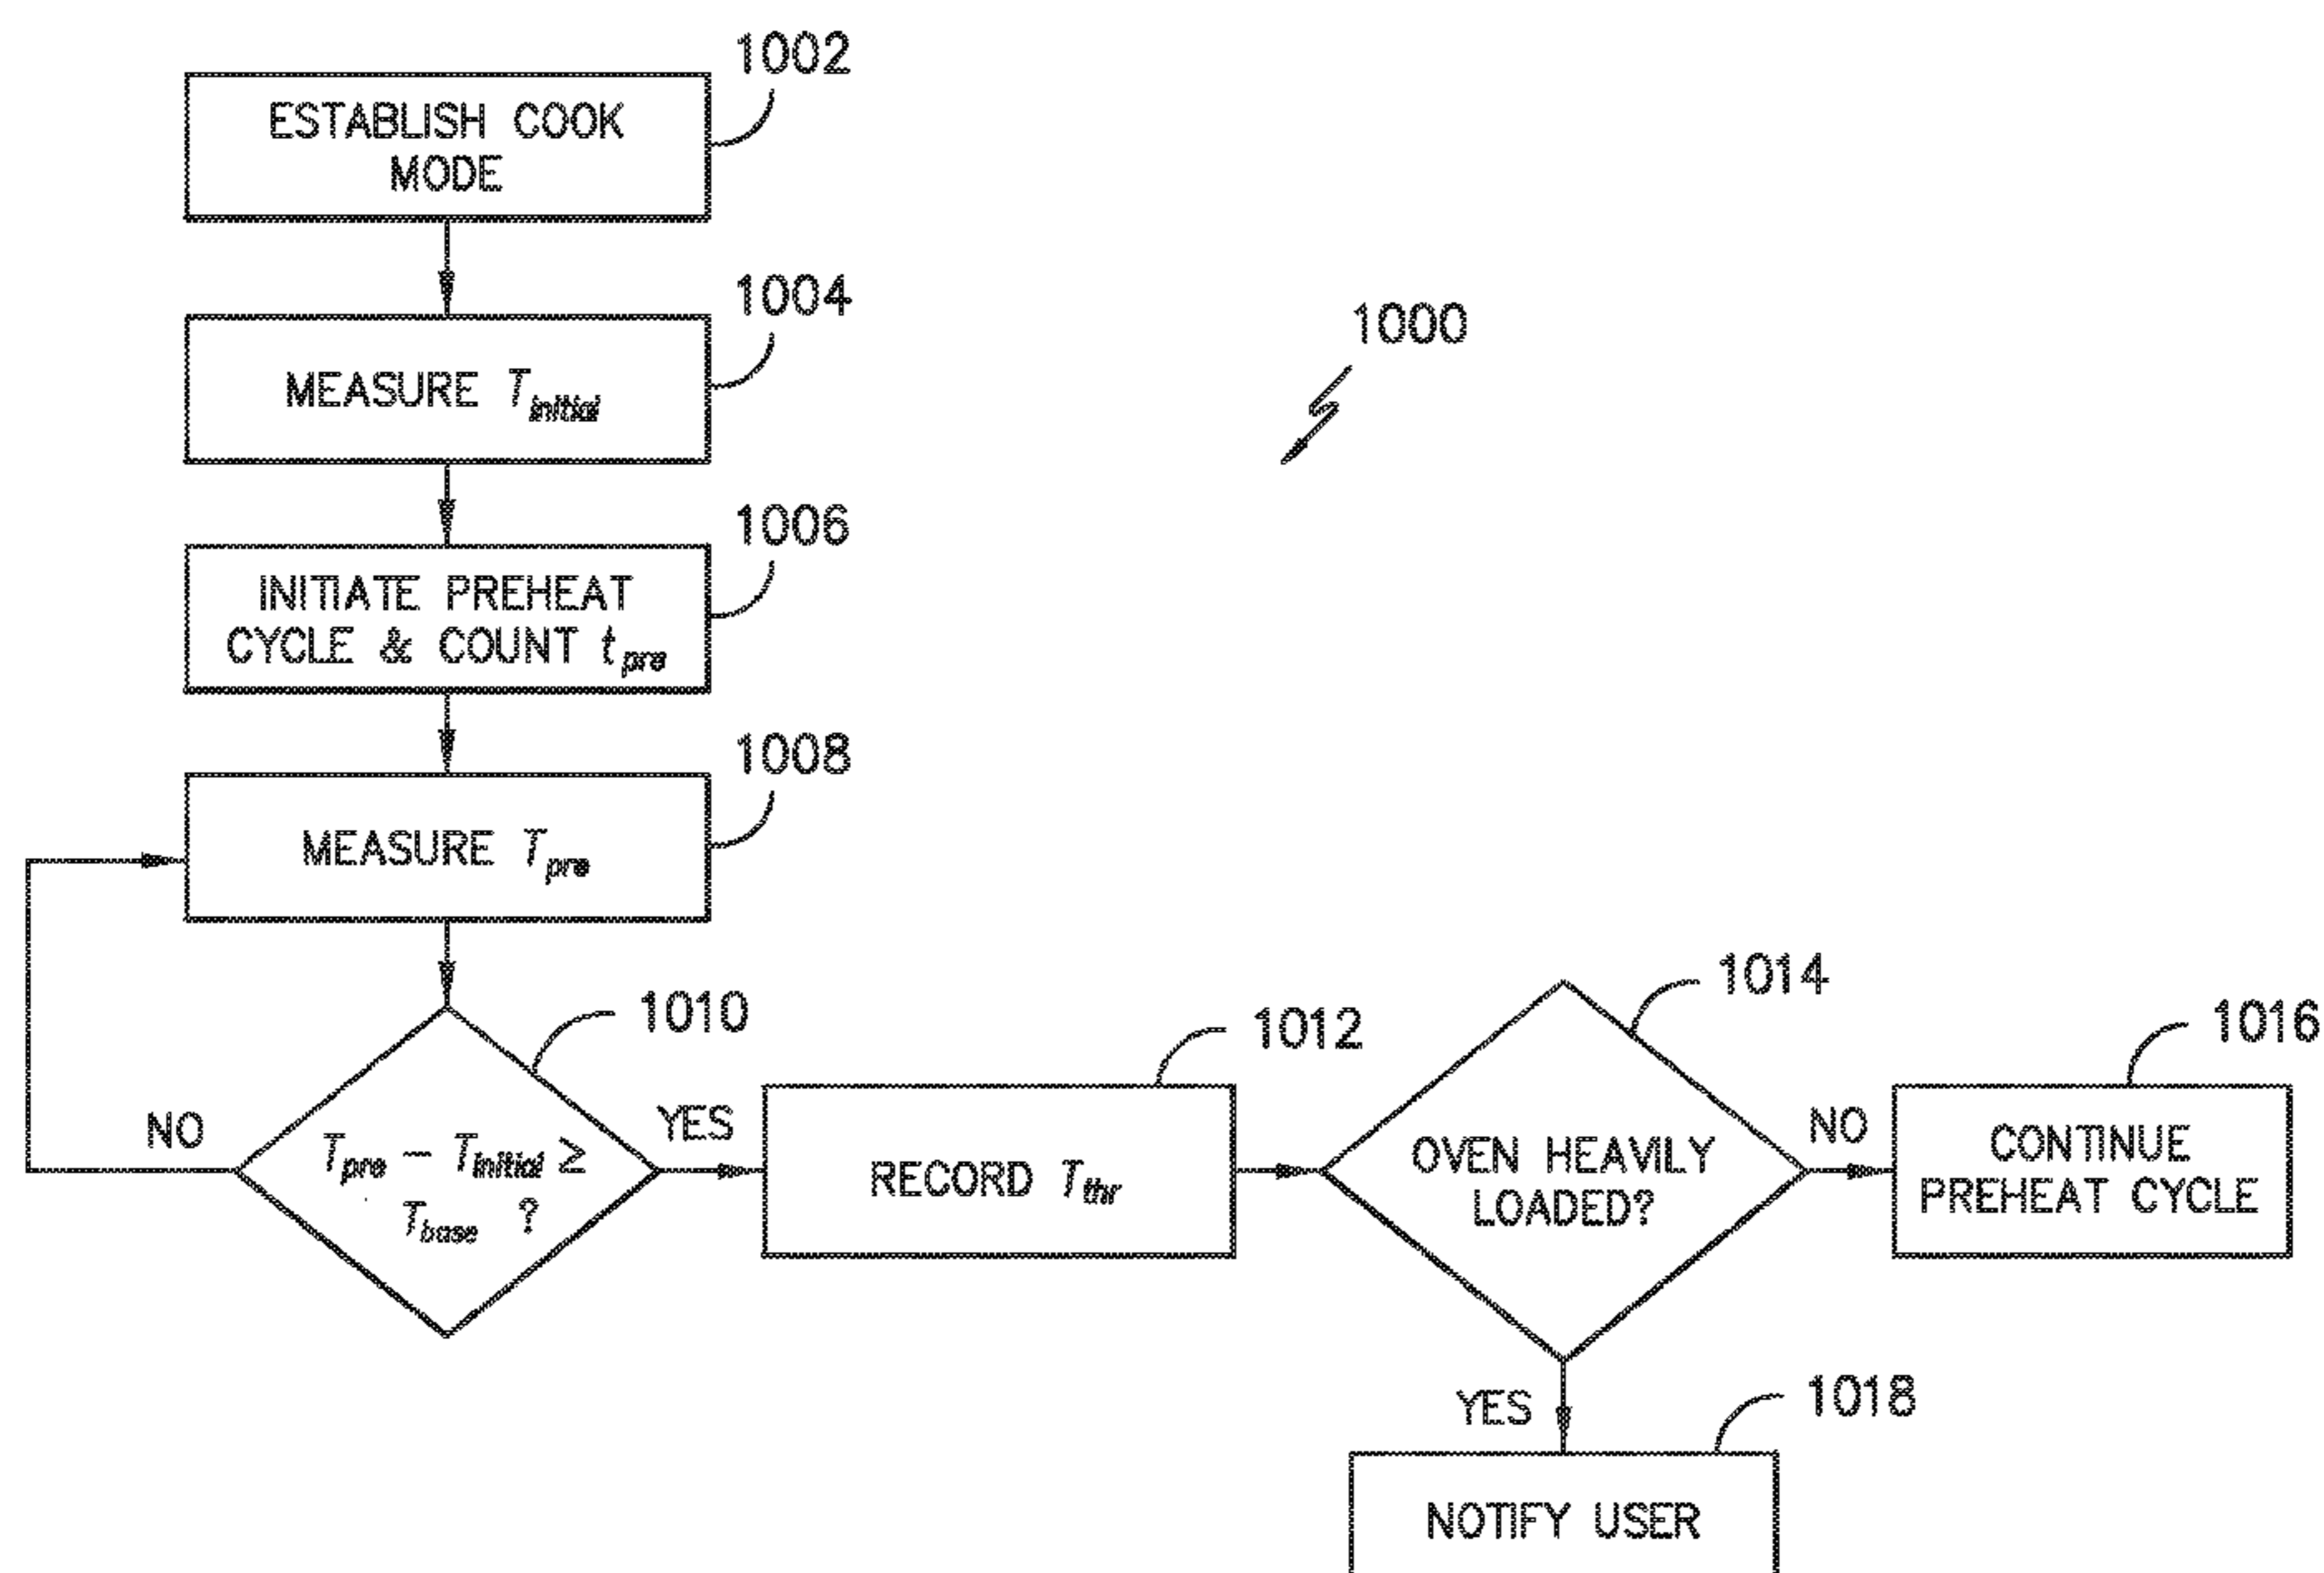 1002
ESTABLISH COOK
MODE
1004
MEASURE T_initial
1000
1006
INITIATE PREHEAT
CYCLE & COUNT t_pre
1008
MEASURE T_pre
1010
NO
T_pre – T_initial ≥
T_base ?
YES
1012
RECORD T_thr
1014
OVEN HEAVILY
LOADED?
NO
1016
CONTINUE
PREHEAT CYCLE
YES
1018
NOTIFY USER